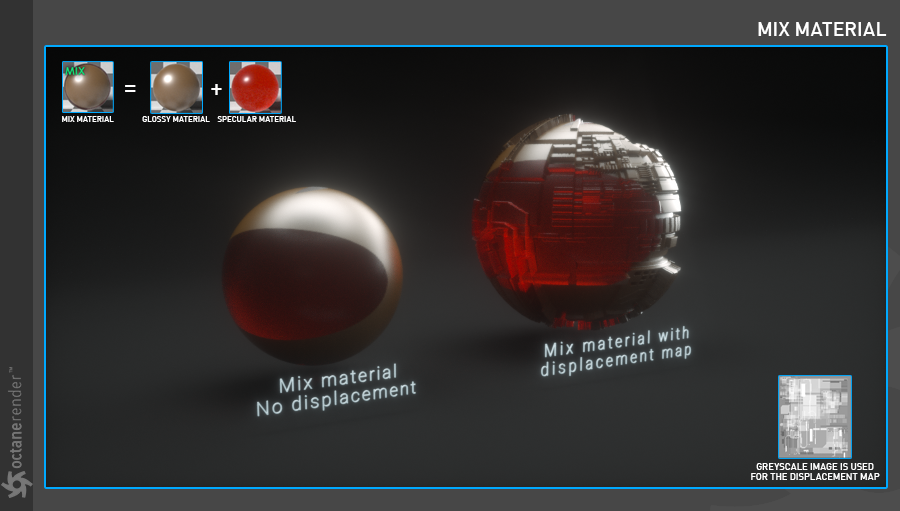 MIX MATERIAL
MIX
=
+
MIX MATERIAL
GLOSSY MATERIAL
SPECULAR MATERIAL
Mix material
No displacement
Mix material with
displacement map
GREYSCALE IMAGE IS USED
FOR THE DISPLACEMENT MAP
octanerender™